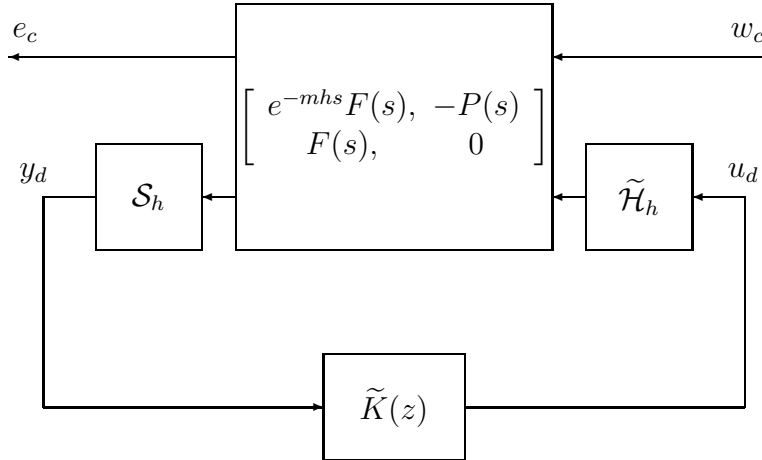 e_c
w_c
[ e^{-mhs}F(s), -P(s)
F(s), 0 ]
y_d
𝒮_h
ℋ̃_h
u_d
K̃(z)